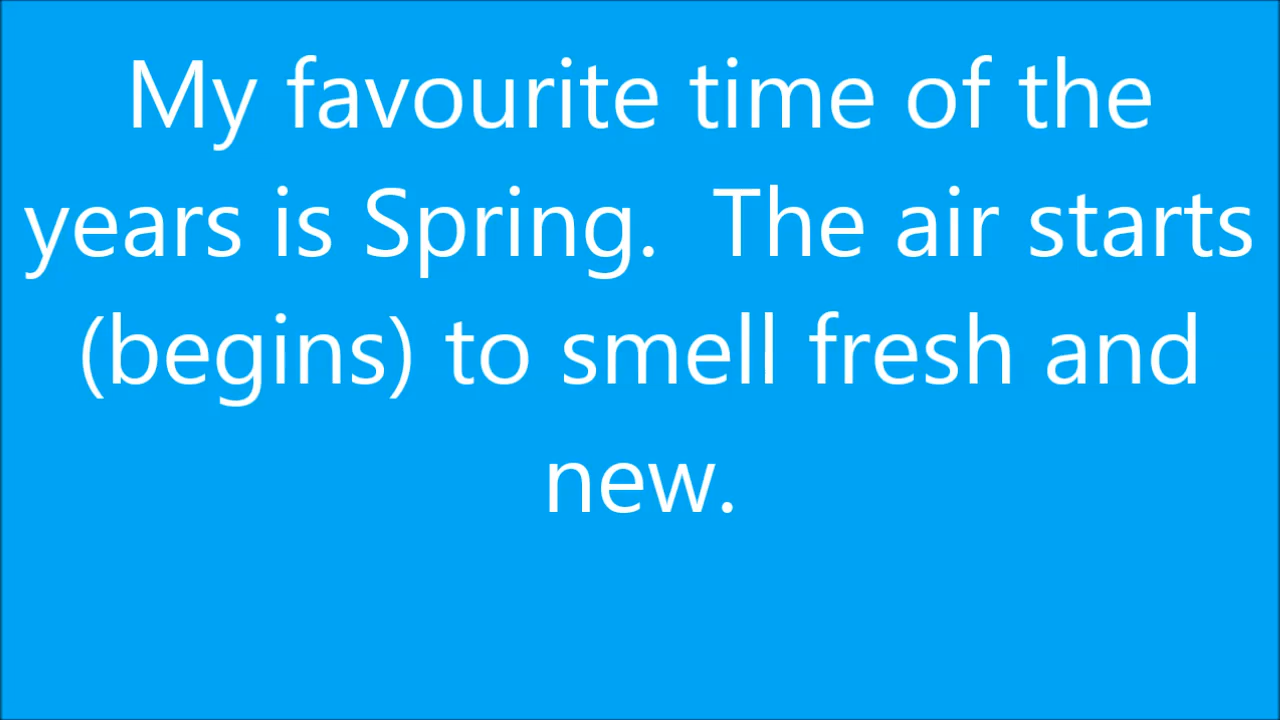 My favourite time of the
years is Spring.  The air starts
(begins) to smell fresh and
new.